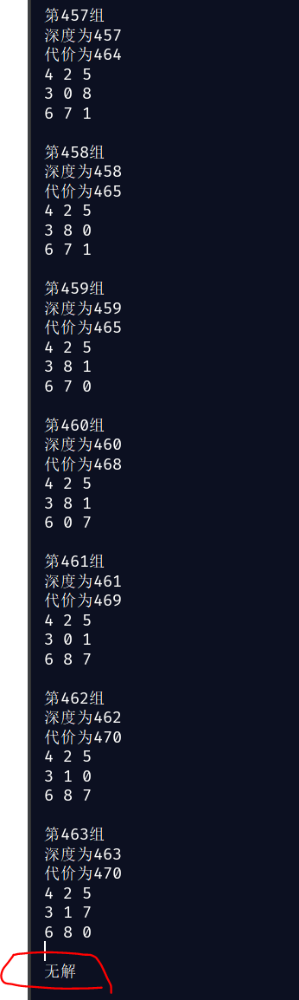 第457组
深度为457
代价为464
4 2 5
3 0 8
6 7 1
第458组
深度为458
代价为465
4 2 5
3 8 0
6 7 1
第459组
深度为459
代价为465
4 2 5
3 8 1
6 7 0
第460组
深度为460
代价为468
4 2 5
3 8 1
6 0 7
第461组
深度为461
代价为469
4 2 5
3 0 1
6 8 7
第462组
深度为462
代价为470
4 2 5
3 1 0
6 8 7
第463组
深度为463
代价为470
4 2 5
3 1 7
6 8 0
无解